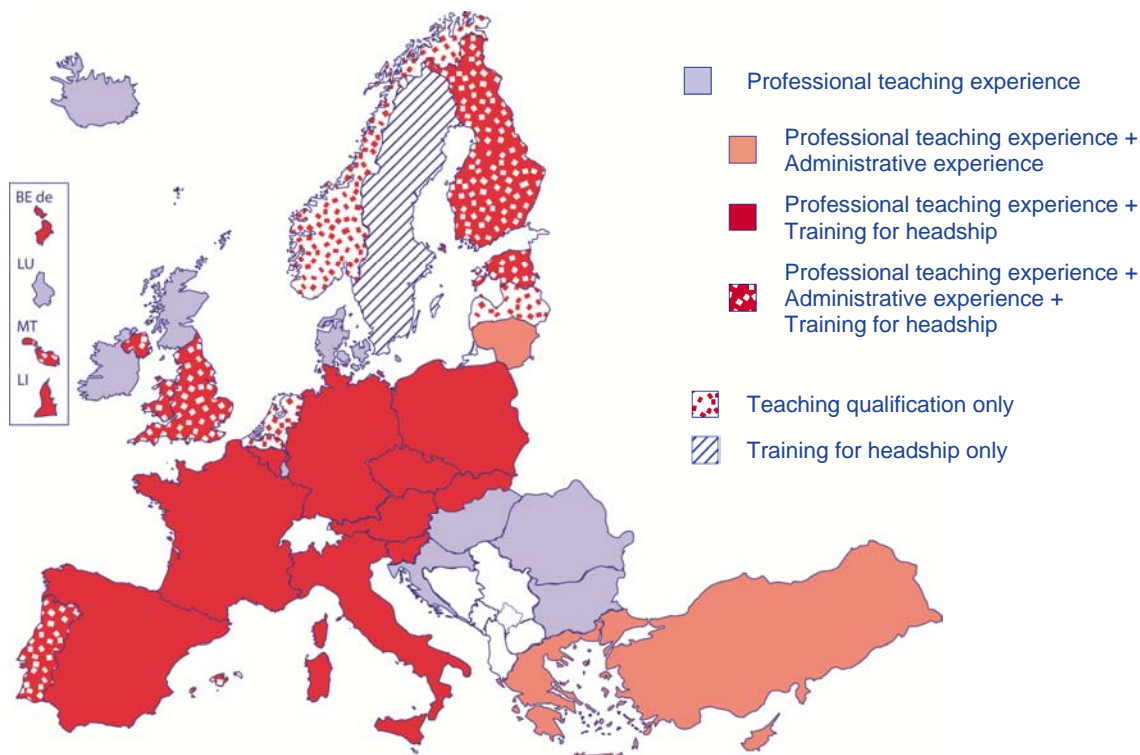 BE de
LU
MT
LI
Professional teaching experience
Professional teaching experience +
Administrative experience
Professional teaching experience +
Training for headship
Professional teaching experience +
Administrative experience +
Training for headship
Teaching qualification only
Training for headship only